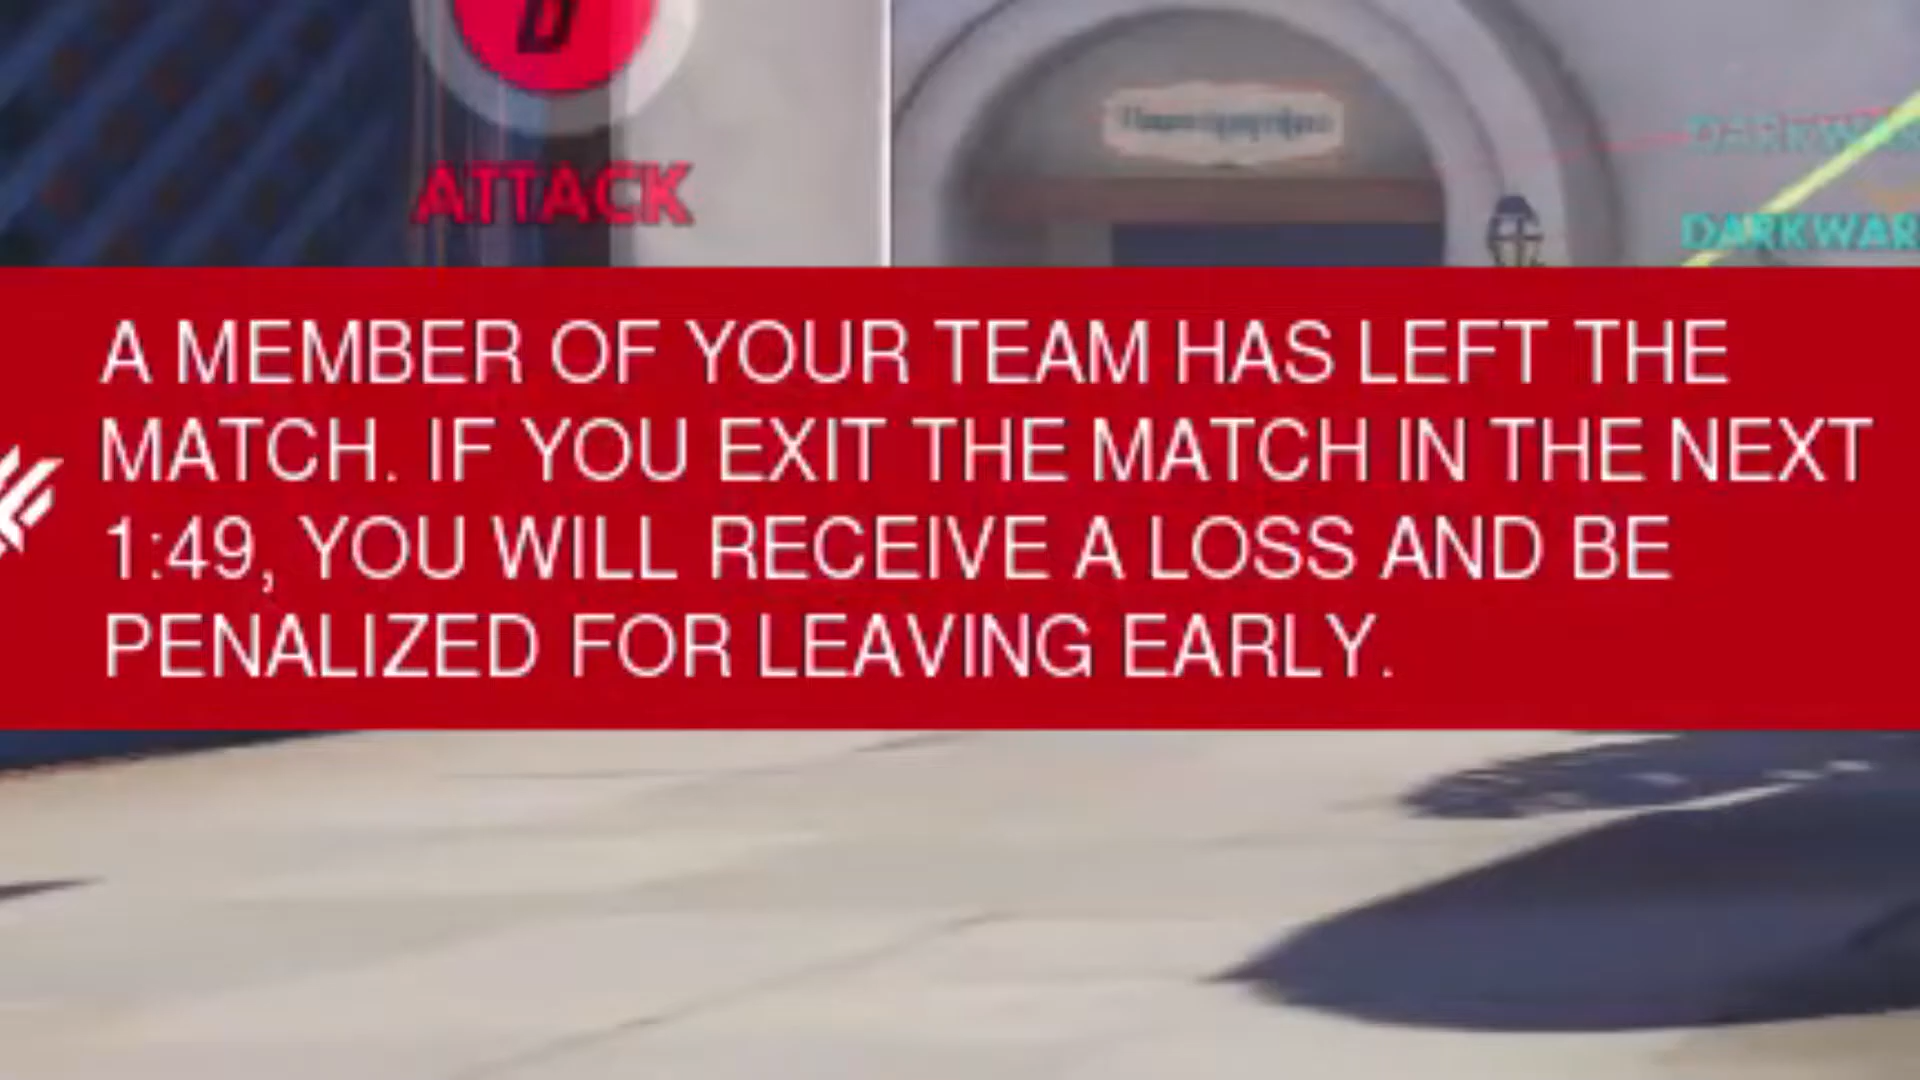 B
ATTACK
DARKWAR
DARKWAR
A MEMBER OF YOUR TEAM HAS LEFT THE
MATCH. IF YOU EXIT THE MATCH IN THE NEXT
1:49, YOU WILL RECEIVE A LOSS AND BE
PENALIZED FOR LEAVING EARLY.